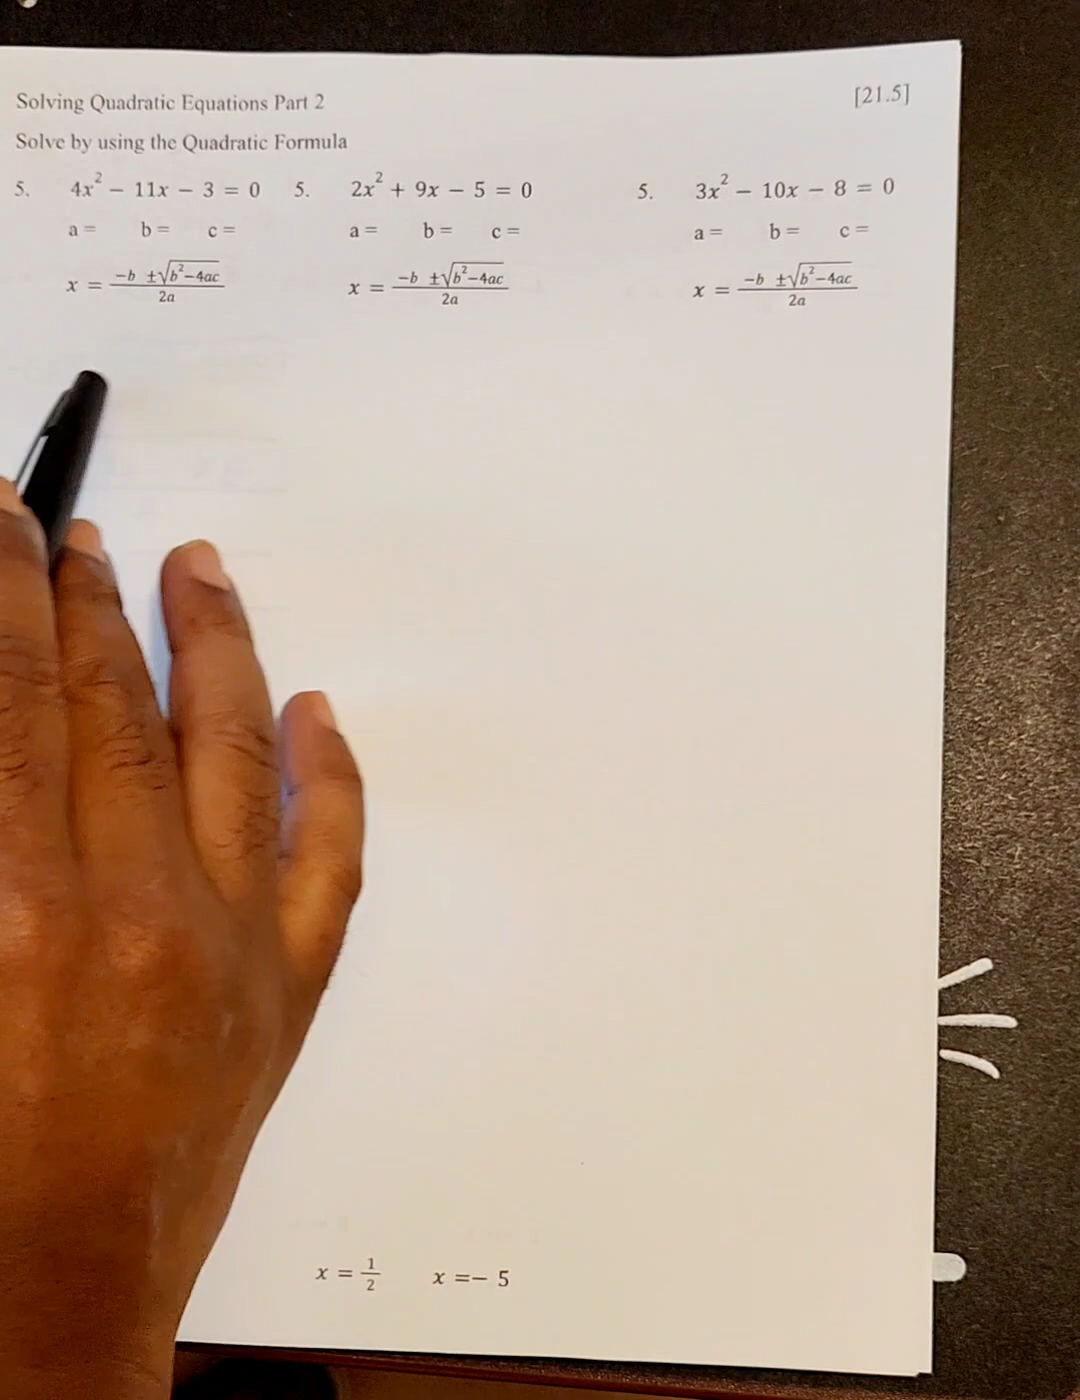 Solving Quadratic Equations Part 2 [21.5]
Solve by using the Quadratic Formula
5. 4x² − 11x − 3 = 0 5. 2x² + 9x − 5 = 0 5. 3x² − 10x − 8 = 0
a = b = c = a = b = c = a = b = c =
x = (−b ±√(b²−4ac))/2a x = (−b ±√(b²−4ac))/2a x = (−b ±√(b²−4ac))/2a
x = 1/2 x =− 5